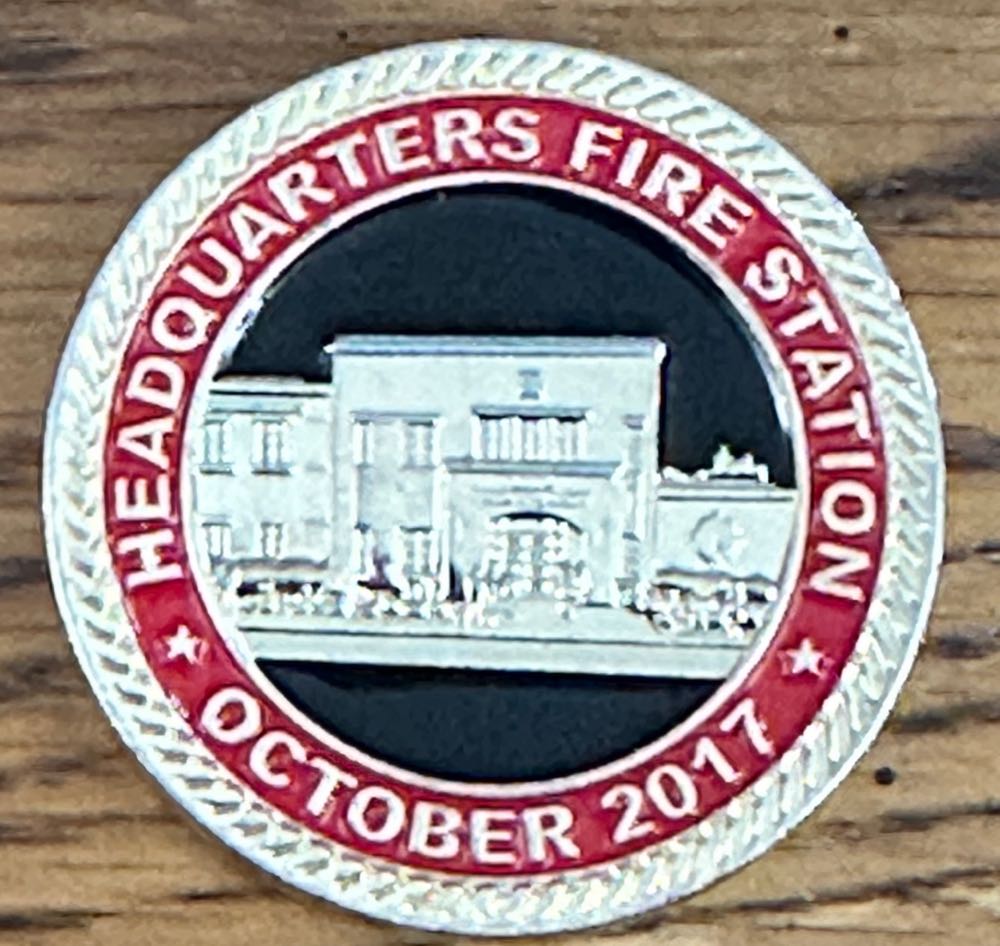 HEADQUARTERS FIRE STATION
OCTOBER 2017